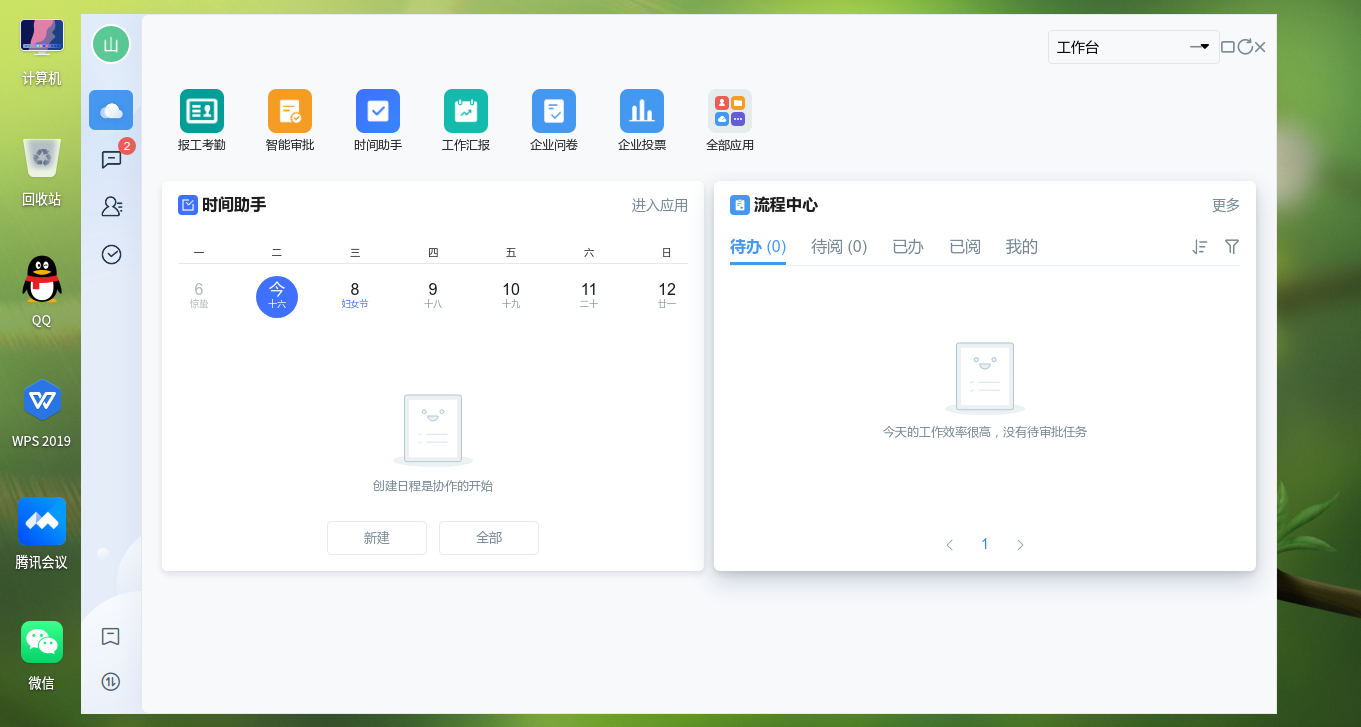 计算机
回收站
QQ
WPS 2019
腾讯会议
微信
山
2
工作台
报工考勤
智能审批
时间助手
工作汇报
企业问卷
企业投票
全部应用
时间助手 进入应用
一 二 三 四 五 六 日
6 今 8 9 10 11 12
惊蛰 十六 妇女节 十八 十九 二十 廿一
创建日程是协作的开始
新建 全部
流程中心 更多
待办 (0) 待阅 (0) 已办 已阅 我的
今天的工作效率很高，没有待审批任务
1